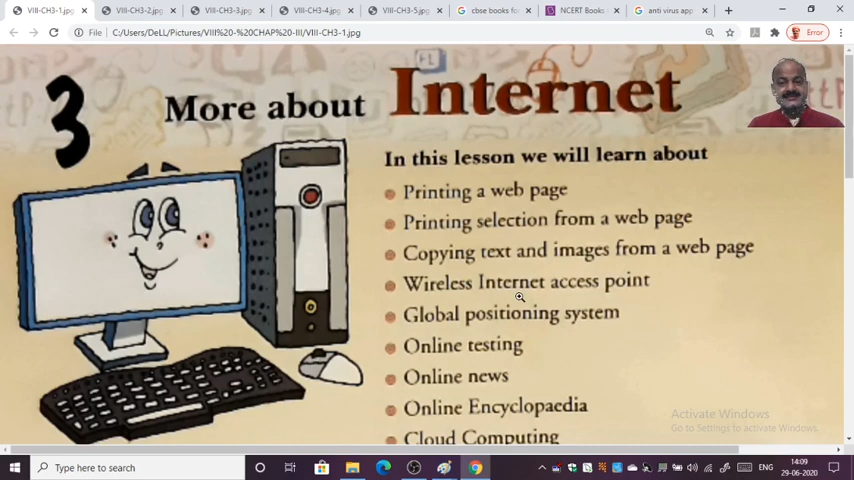 VIII-CH3-1.jpg
VIII-CH-2.jpg
VIII-CH-3.jpg
VIII-CH-4.jpg
VIII-CH-5.jpg
cbse books fo
NCERT Books
anti virus app
File
C:/Users/DeLL/Pictures/VIII%20-%20CHAP%20-III/VIII-CH3-1.jpg
Error
3 More about Internet
In this lesson we will learn about
Printing a web page
Printing selection from a web page
Copying text and images from a web page
Wireless Internet access point
Global positioning system
Online testing
Online news
Online Encyclopaedia
Cloud Computing
Activate Windows
Go to Settings to activate Windows.
Type here to search
ENG
14:09
29-06-2020